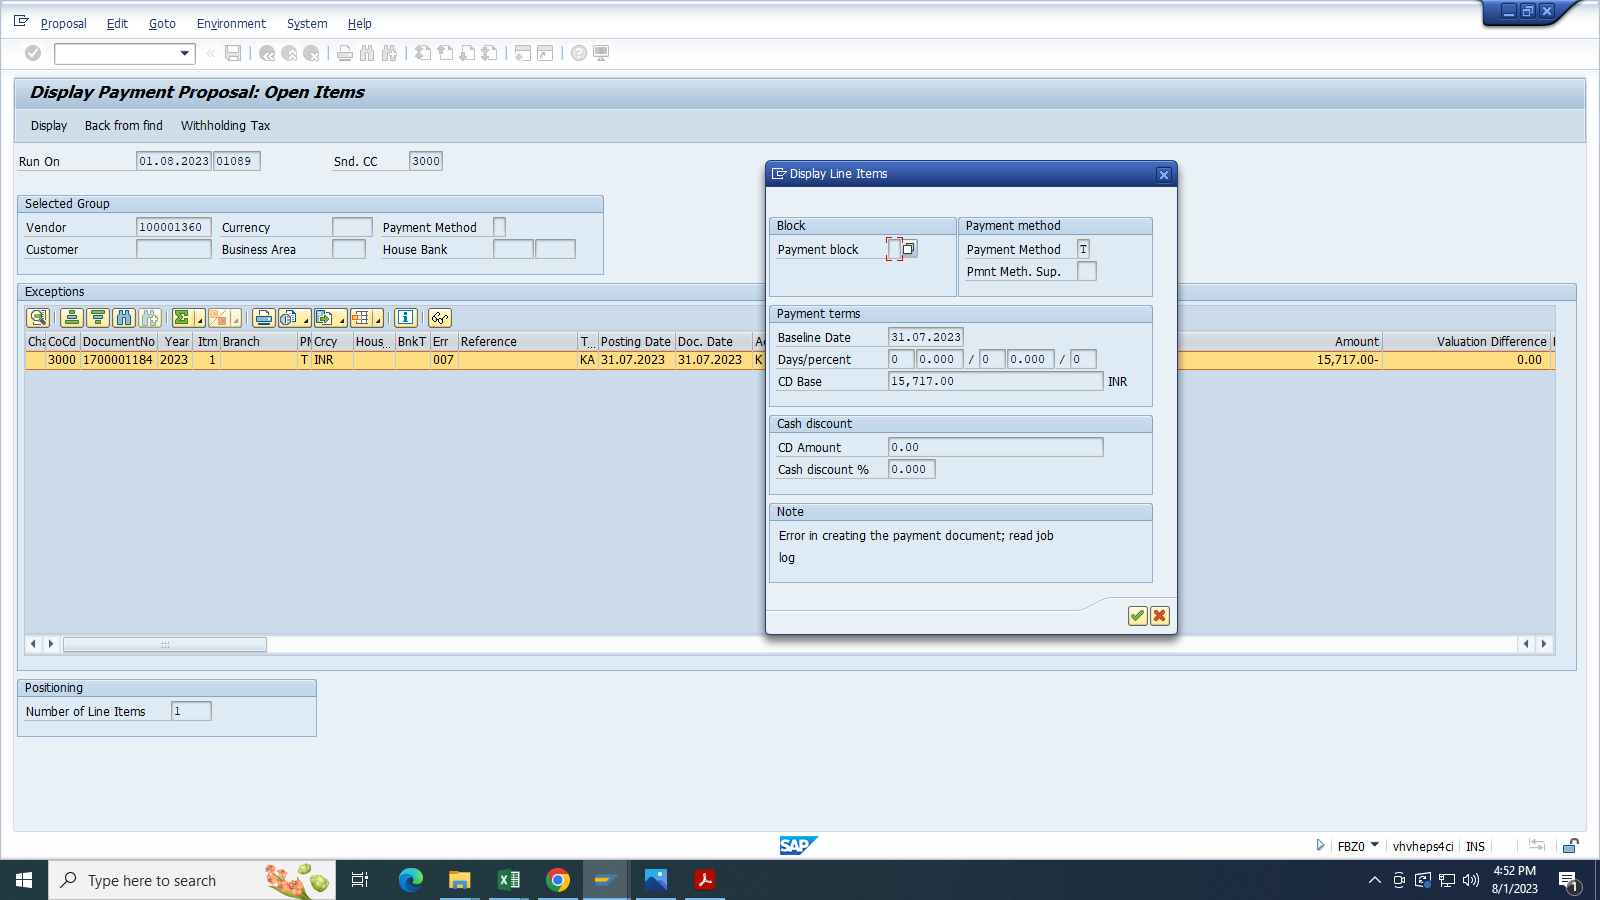 Proposal Edit Goto Environment System Help
Display Payment Proposal: Open Items
Display Back from find Withholding Tax
Run On 01.08.2023 01089 Snd. CC 3000
Selected Group
Vendor 100001360 Currency Payment Method
Customer Business Area House Bank
Exceptions
Cha CoCd DocumentNo Year Itm Branch PM Crcy Hous... BnkT Err Reference T... Posting Date Doc. Date Amount Valuation Difference
3000 1700001184 2023 1 T INR 007 KA 31.07.2023 31.07.2023 K 15,717.00- 0.00
Display Line Items
Block Payment method
Payment block Payment Method T
Pmnt Meth. Sup.
Payment terms
Baseline Date 31.07.2023
Days/percent 0 0.000 / 0 0.000 / 0
CD Base 15,717.00 INR
Cash discount
CD Amount 0.00
Cash discount % 0.000
Note
Error in creating the payment document; read job
log
Positioning
Number of Line Items 1
SAP FBZ0 vhvheps4ci INS
Type here to search
4:52 PM
8/1/2023
1